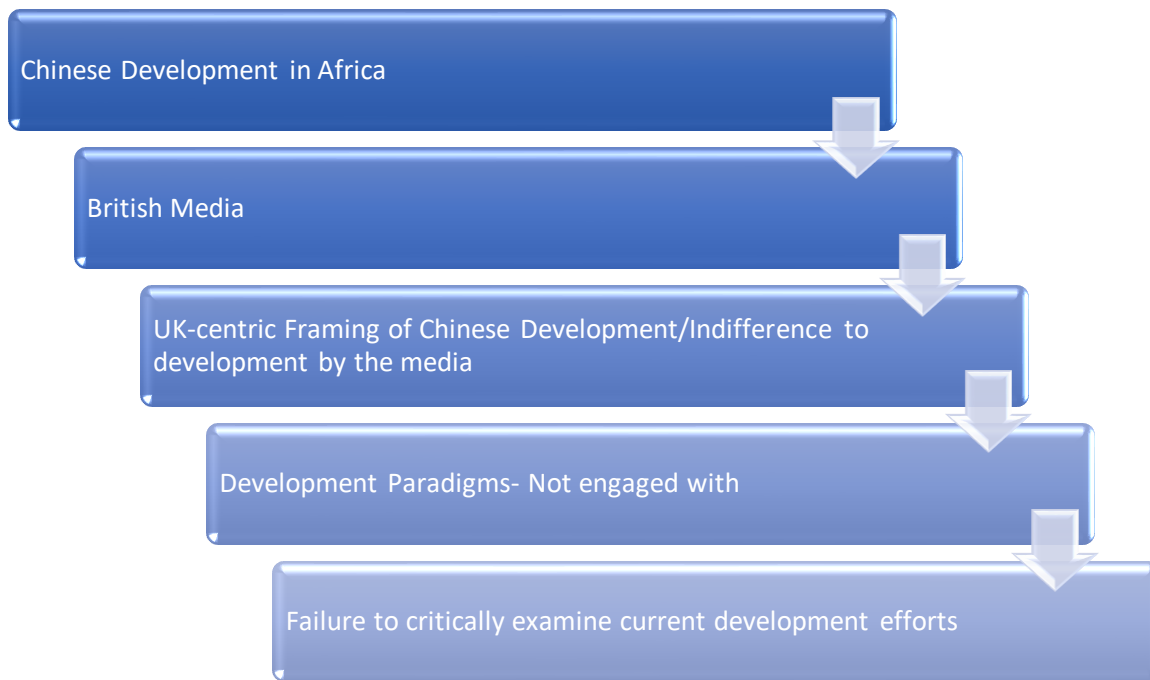 Chinese Development in Africa
British Media
UK-centric Framing of Chinese Development/Indifference to
development by the media
Development Paradigms- Not engaged with
Failure to critically examine current development efforts